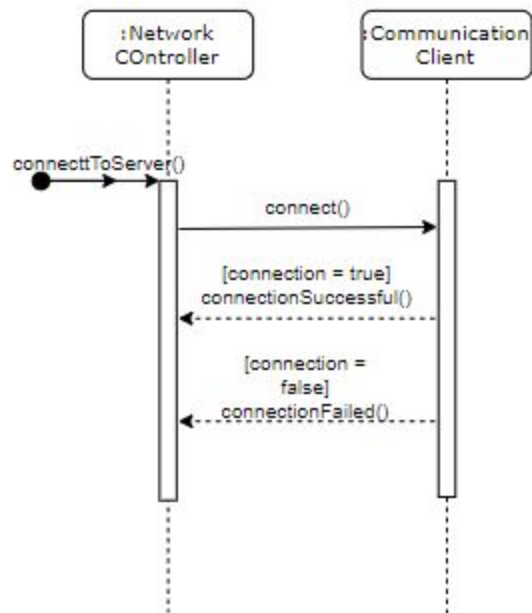 :Network
COntroller
:Communication
Client
connecttToServer()
connect()
[connection = true]
connectionSuccessful()
[connection =
false]
connectionFailed()